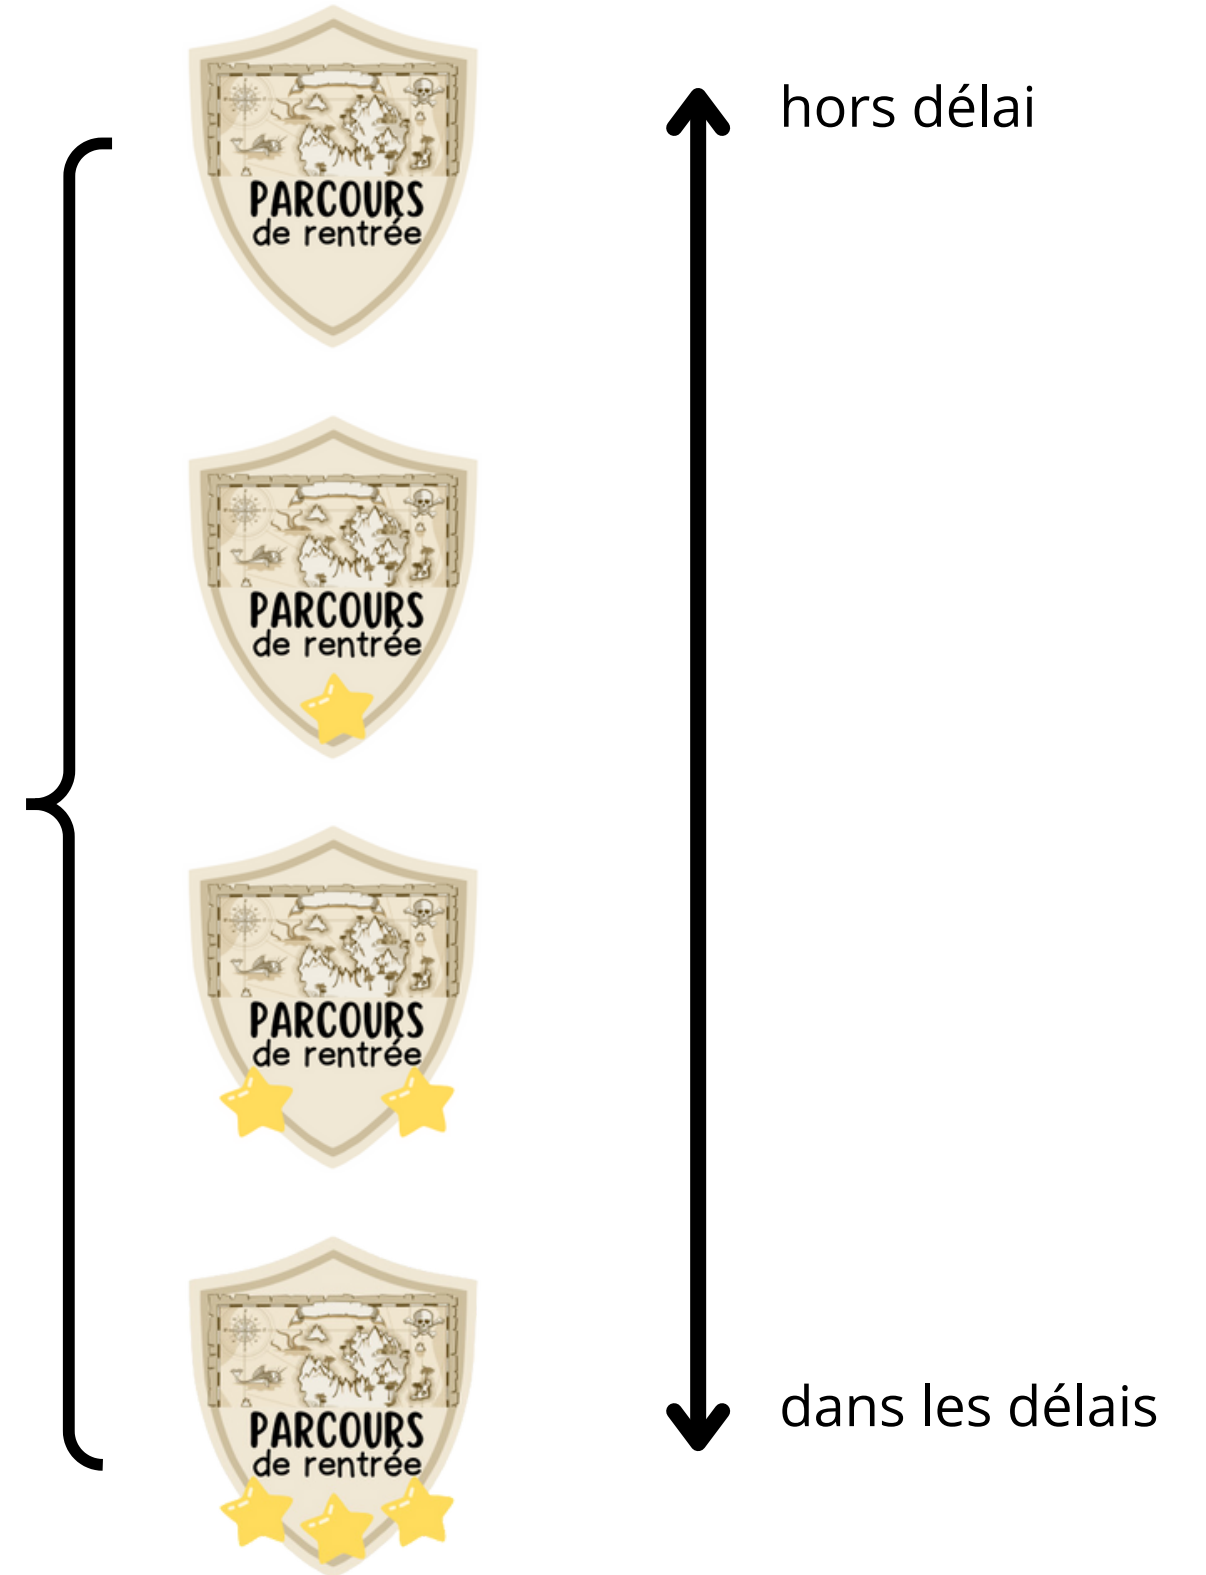 PARCOURS
de rentrée
hors délai
PARCOURS
de rentrée
PARCOURS
de rentrée
PARCOURS
de rentrée
dans les délais